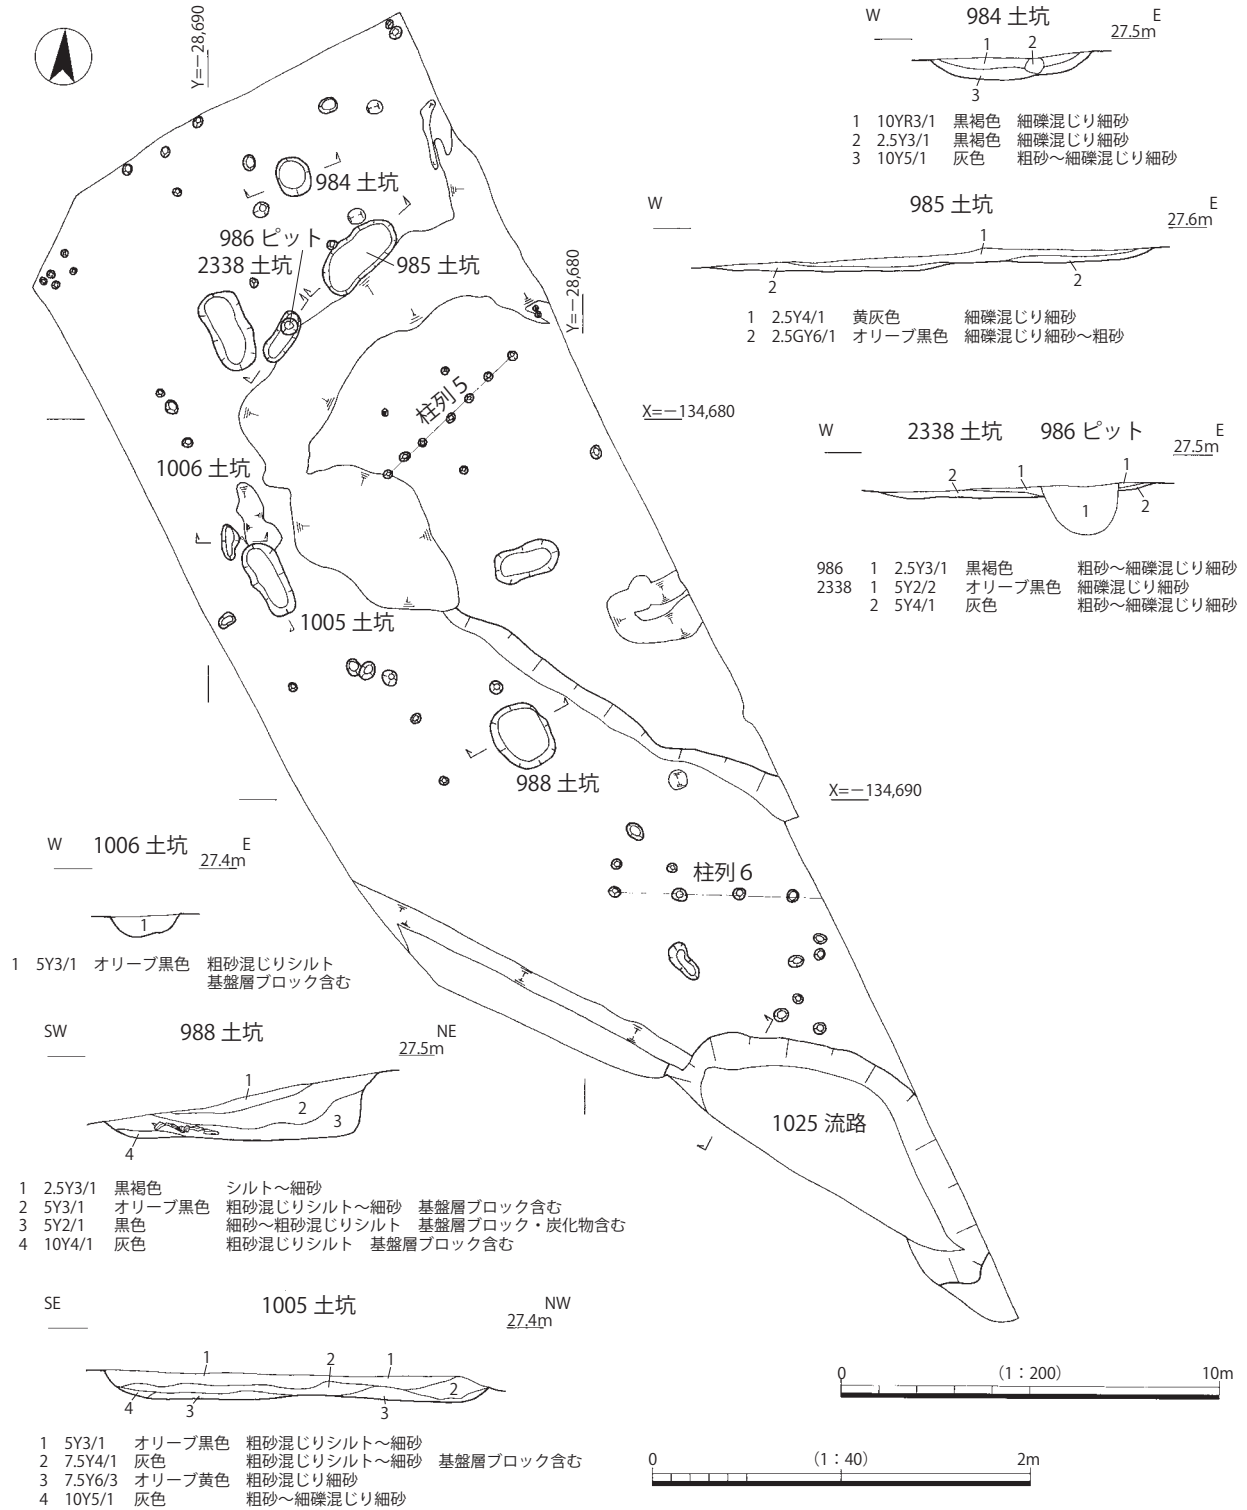 Y=－28,690
984 土坑
986 ピット
2338 土坑
985 土坑
Y=－28,680
柱列 5
X=－134,680
1006 土坑
1005 土坑
988 土坑
X=－134,690
柱列 6
1025 流路
W 984 土坑 E
27.5m
1 2
3
1 10YR3/1 黒褐色 細礫混じり細砂
2 2.5Y3/1 黒褐色 細礫混じり細砂
3 10Y5/1 灰色 粗砂～細礫混じり細砂
W 985 土坑 E
27.6m
1
2 2
1 2.5Y4/1 黄灰色 細礫混じり細砂
2 2.5GY6/1 オリーブ黒色 細礫混じり細砂～粗砂
W 2338 土坑 986 ピット E
27.5m
2 1 1
1 2
986 1 2.5Y3/1 黒褐色 粗砂～細礫混じり細砂
2338 1 5Y2/2 オリーブ黒色 細礫混じり細砂
2 5Y4/1 灰色 粗砂～細礫混じり細砂
W 1006 土坑 E
27.4m
1
1 5Y3/1 オリーブ黒色 粗砂混じりシルト
基盤層ブロック含む
SW 988 土坑 NE
27.5m
1
2
3
4
1 2.5Y3/1 黒褐色 シルト～細砂
2 5Y3/1 オリーブ黒色 粗砂混じりシルト～細砂 基盤層ブロック含む
3 5Y2/1 黒色 細砂～粗砂混じりシルト 基盤層ブロック・炭化物含む
4 10Y4/1 灰色 粗砂混じりシルト 基盤層ブロック含む
SE 1005 土坑 NW
27.4m
1 2 1
2
4 3 3
1 5Y3/1 オリーブ黒色 粗砂混じりシルト～細砂
2 7.5Y4/1 灰色 粗砂混じりシルト～細砂 基盤層ブロック含む
3 7.5Y6/3 オリーブ黄色 粗砂混じり細砂
4 10Y5/1 灰色 粗砂～細礫混じり細砂
0 (1：200) 10m
0 (1：40) 2m